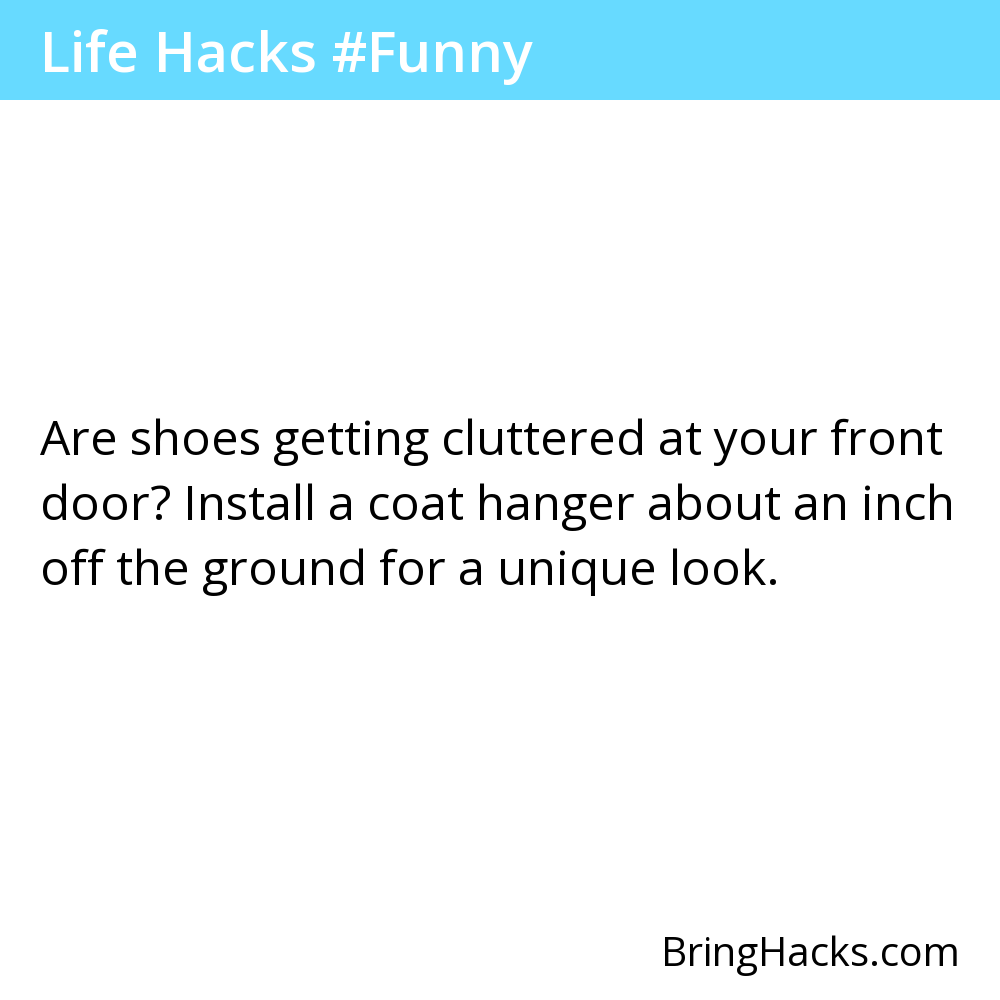 Life Hacks #Funny
Are shoes getting cluttered at your front
door? Install a coat hanger about an inch
off the ground for a unique look.
BringHacks.com